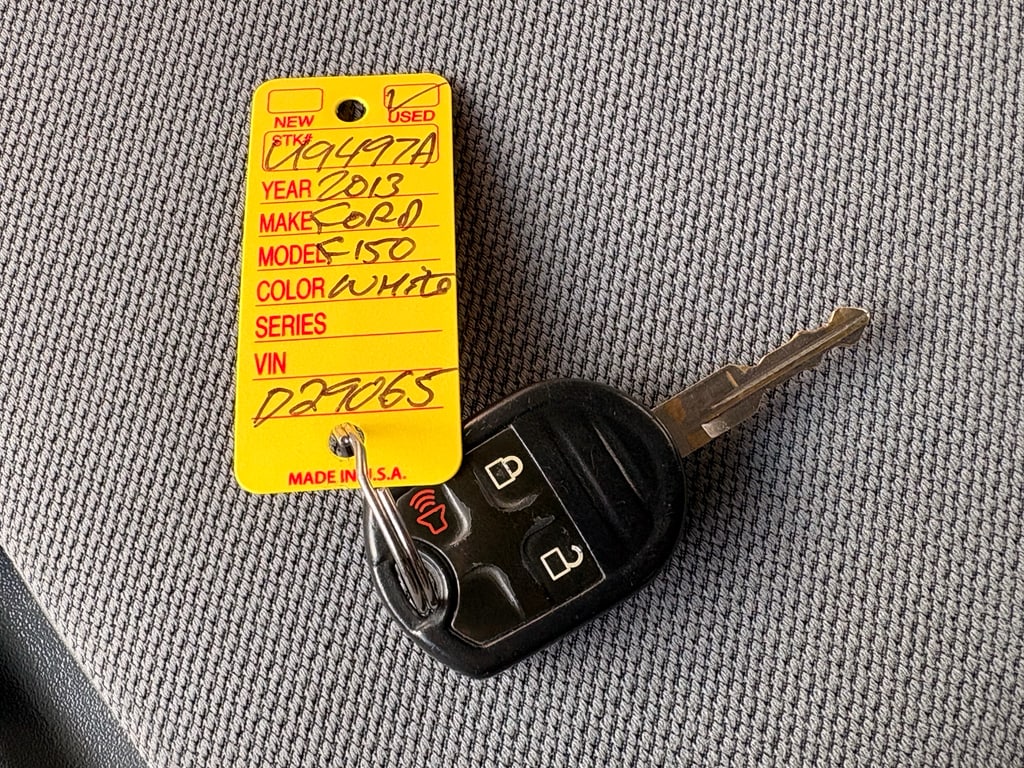 NEW USED
STK# U9497A
YEAR 2013
MAKE FORD
MODEL F150
COLOR WHITE
SERIES
VIN
D29065
MADE IN U.S.A.